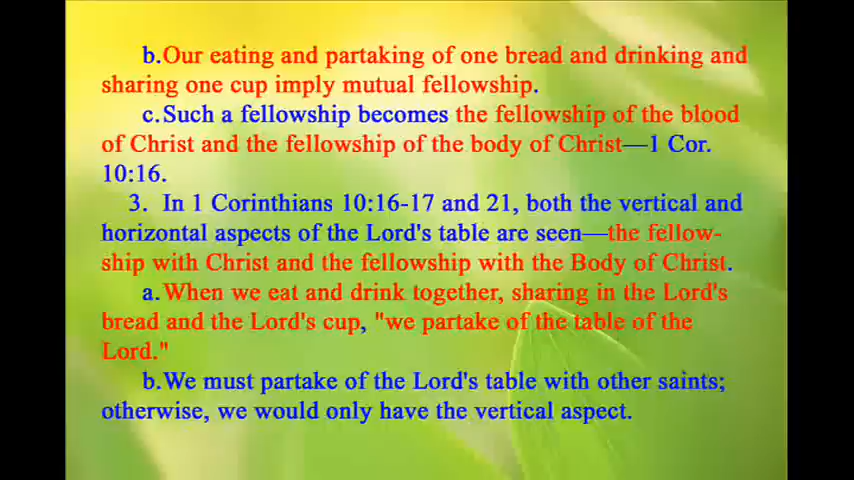 b.Our eating and partaking of one bread and drinking and
sharing one cup imply mutual fellowship.
c.Such a fellowship becomes the fellowship of the blood
of Christ and the fellowship of the body of Christ—1 Cor.
10:16.
3. In 1 Corinthians 10:16-17 and 21, both the vertical and
horizontal aspects of the Lord's table are seen—the fellow-
ship with Christ and the fellowship with the Body of Christ.
a.When we eat and drink together, sharing in the Lord's
bread and the Lord's cup, "we partake of the table of the
Lord."
b.We must partake of the Lord's table with other saints;
otherwise, we would only have the vertical aspect.